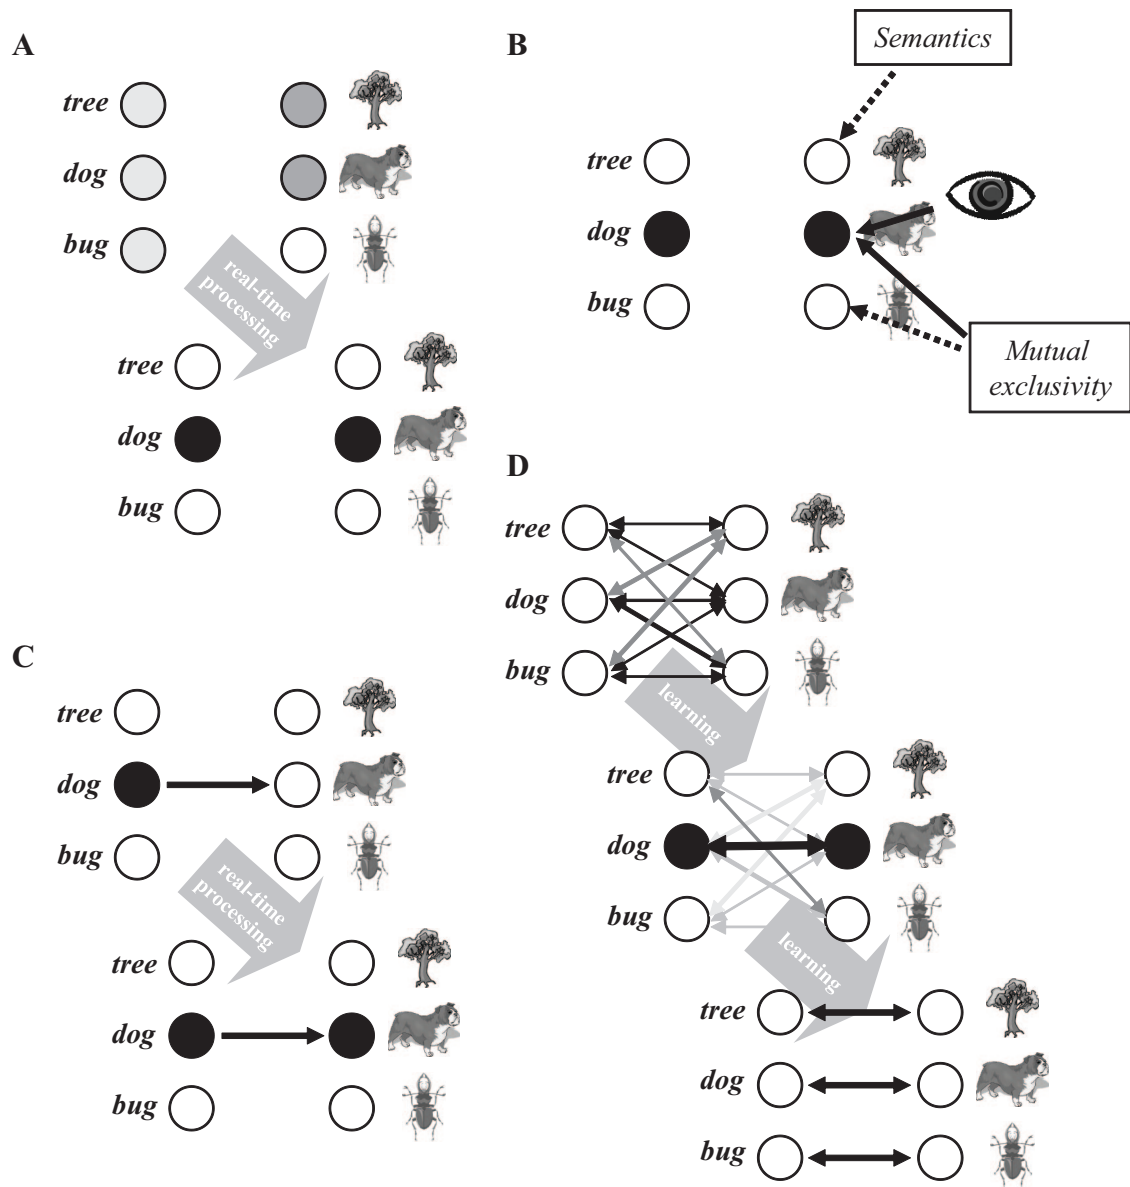 A
tree
dog
bug
real-time
processing
tree
dog
bug
B
Semantics
tree
dog
bug
Mutual
exclusivity
C
tree
dog
bug
real-time
processing
tree
dog
bug
D
tree
dog
bug
learning
tree
dog
bug
learning
tree
dog
bug